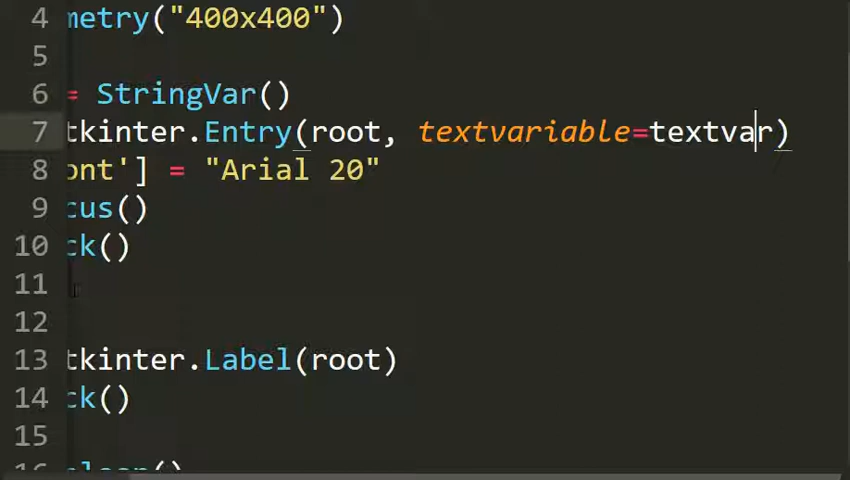 4 metry("400x400")
5
6 = StringVar()
7 tkinter.Entry(root, textvariable=textvar)
8 ont'] = "Arial 20"
9 cus()
10 ck()
11
12
13 tkinter.Label(root)
14 ck()
15
16